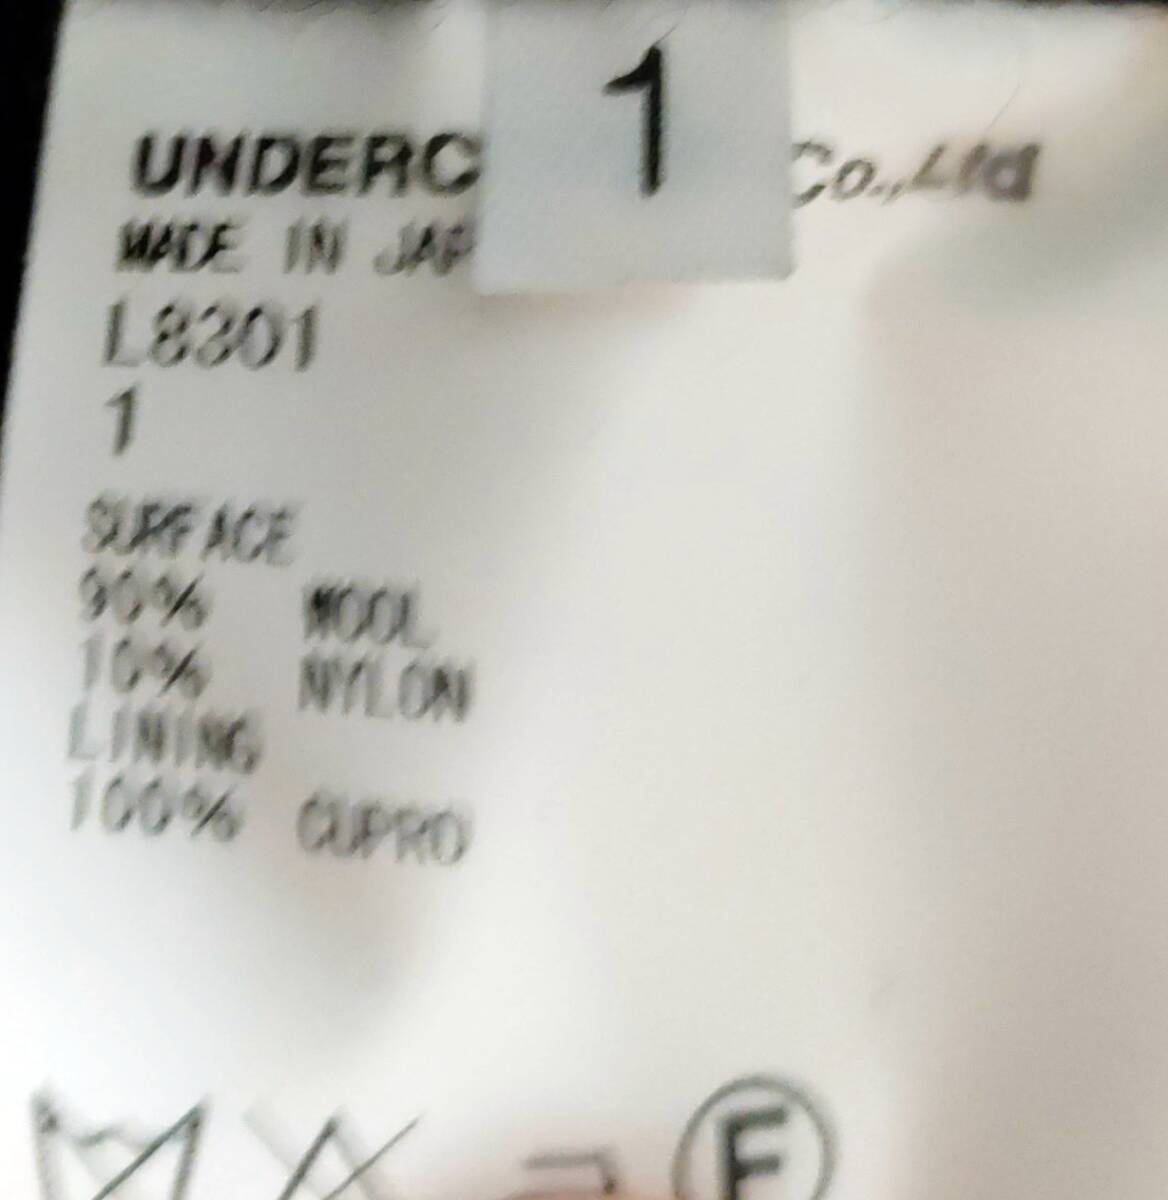 1
UNDERC Co.,Ltd
MADE IN JAP
L8301
1
SURFACE
90% WOOL
10% NYLON
LINING
100% CUPRO
F